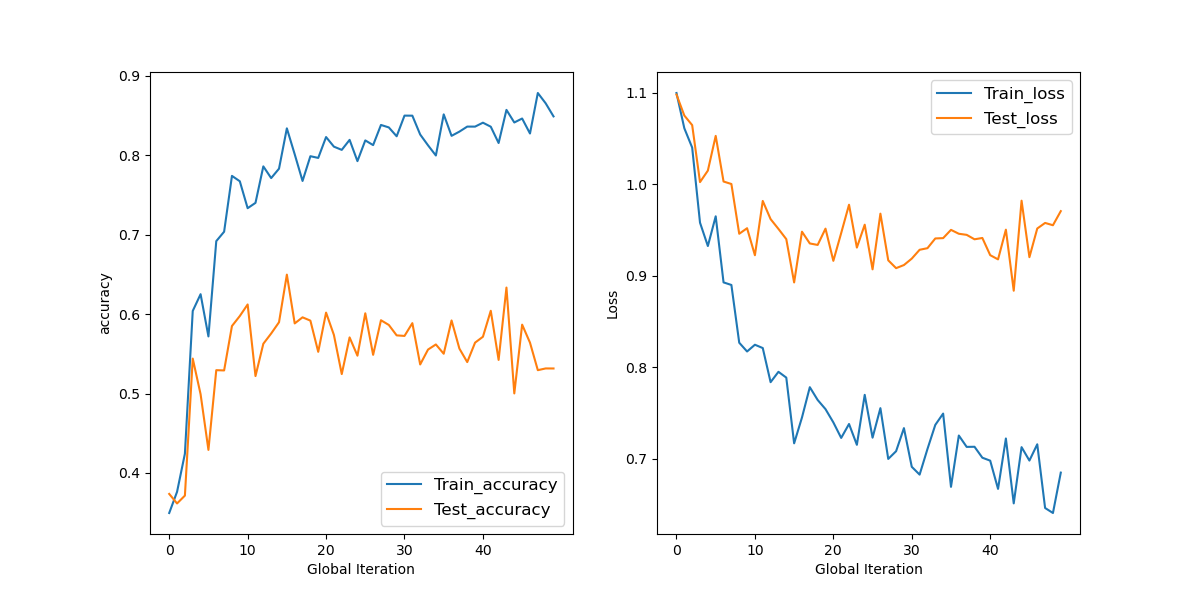 0.9
0.8
0.7
0.6
0.5
0.4
accuracy
0 10 20 30 40
Global Iteration
Train_accuracy
Test_accuracy
1.1
1.0
0.9
0.8
0.7
Loss
0 10 20 30 40
Global Iteration
Train_loss
Test_loss